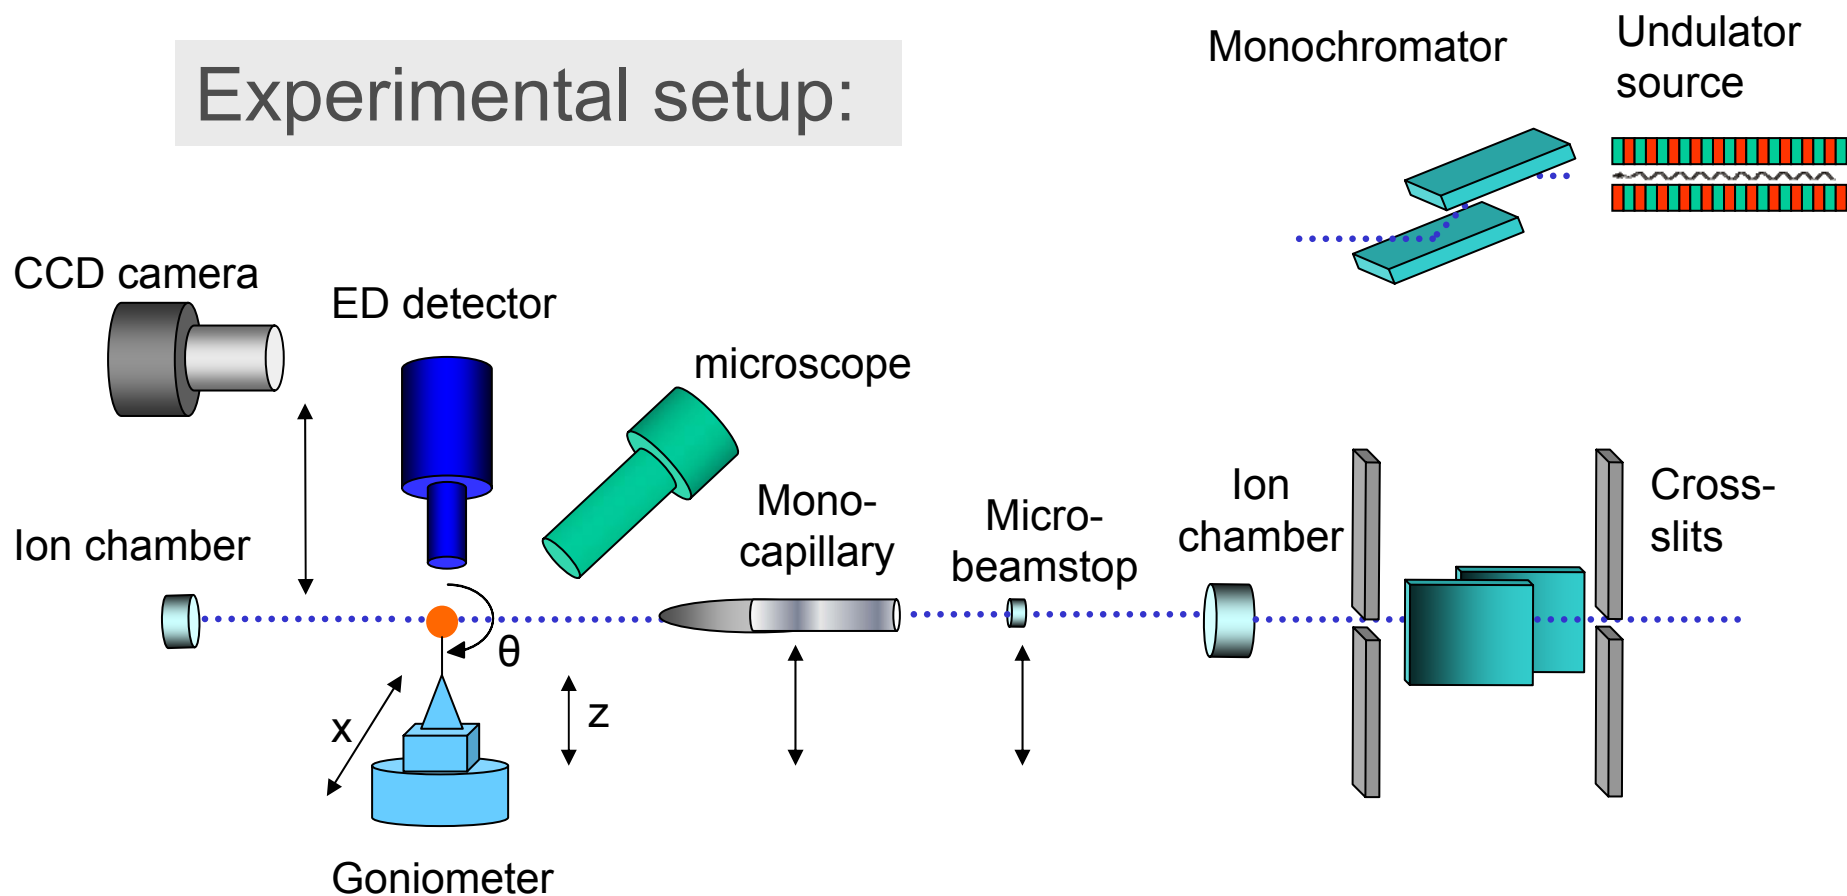 Experimental setup:
Monochromator
Undulator
source
CCD camera
ED detector
microscope
Ion chamber
Mono-
capillary
Micro-
beamstop
Ion
chamber
Cross-
slits
θ
x
z
Goniometer